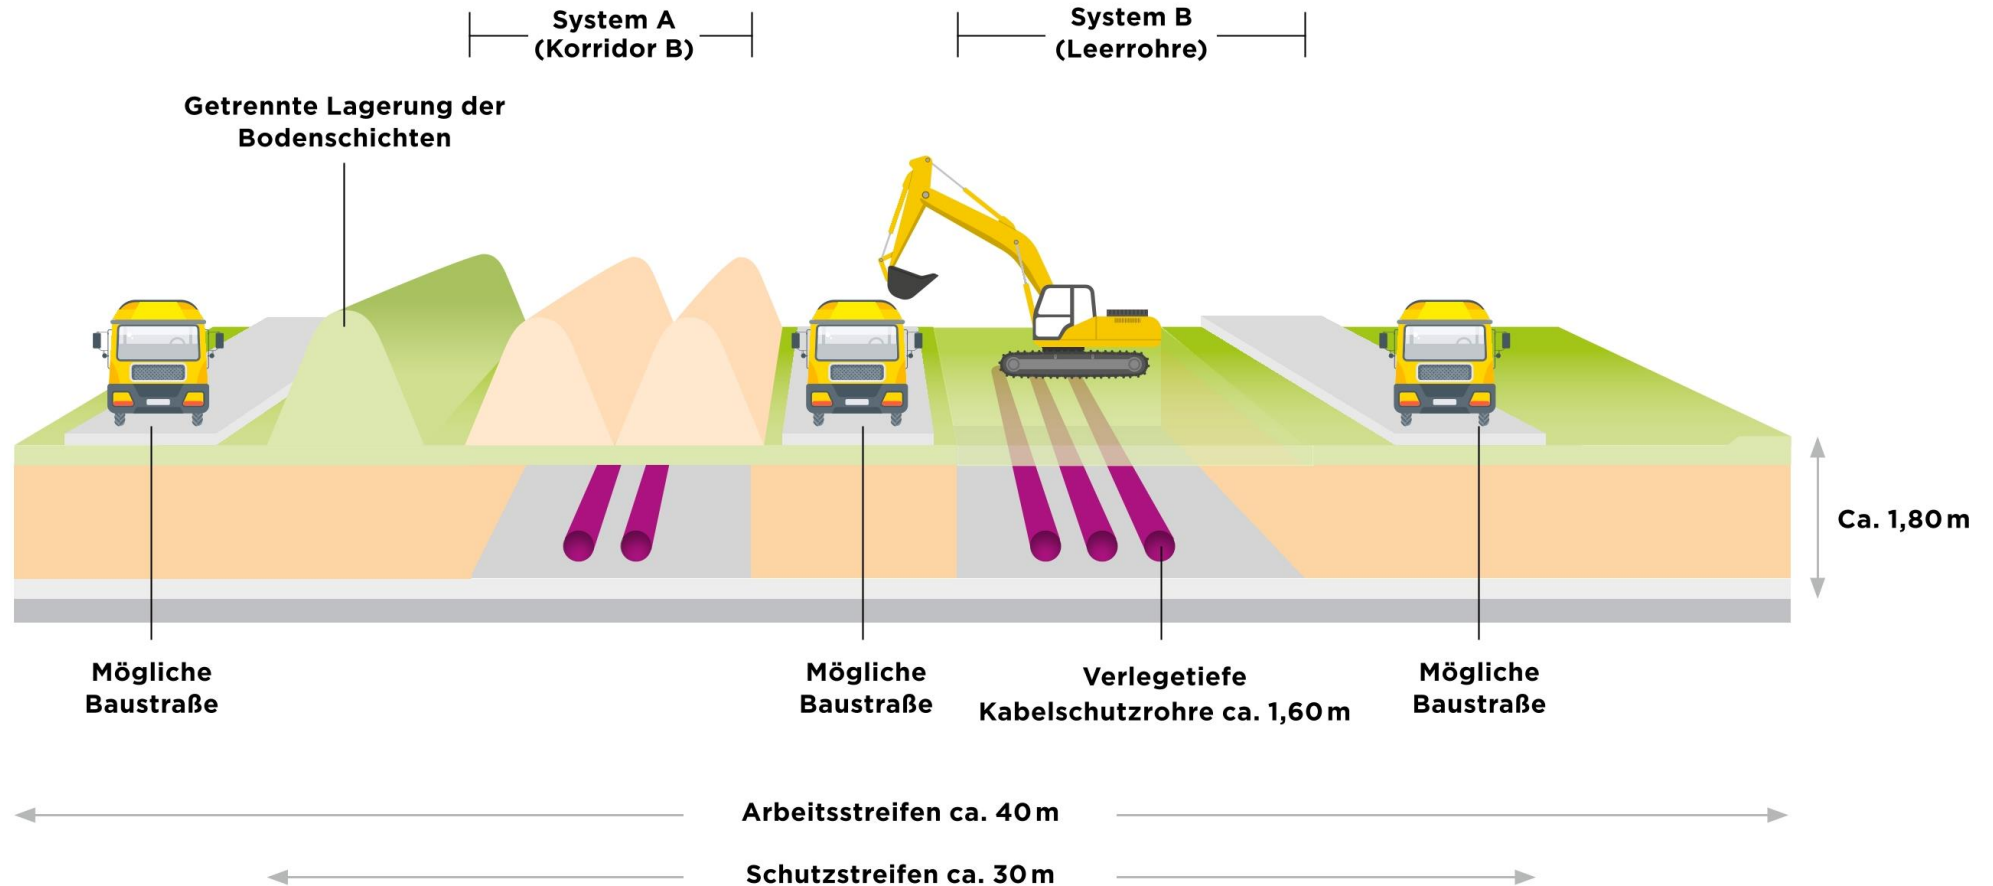 System A
(Korridor B)
System B
(Leerrohre)
Getrennte Lagerung der
Bodenschichten
Ca. 1,80 m
Mögliche
Baustraße
Mögliche
Baustraße
Verlegetiefe
Kabelschutzrohre ca. 1,60 m
Mögliche
Baustraße
Arbeitsstreifen ca. 40 m
Schutzstreifen ca. 30 m